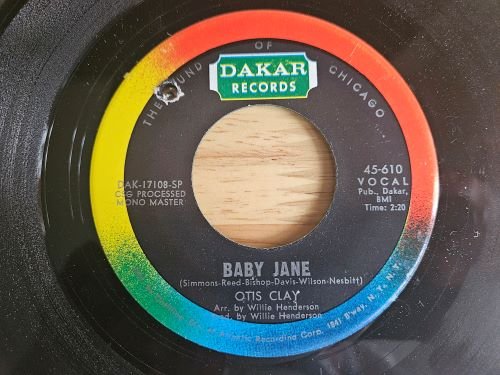 THE SOUND OF CHICAGO
DAKAR
RECORDS
DAK-17108-SP
CSG PROCESSED
MONO MASTER
45-610
VOCAL
Pub., Dakar,
BMI
Time: 2:20
BABY JANE
(Simmons-Reed-Bishop-Davis-Wilson-Nesbitt)
OTIS CLAY
Arr. by Willie Henderson
by Willie Henderson
Atlantic Recording Corp. 1841 B'way, N.Y., N.Y.